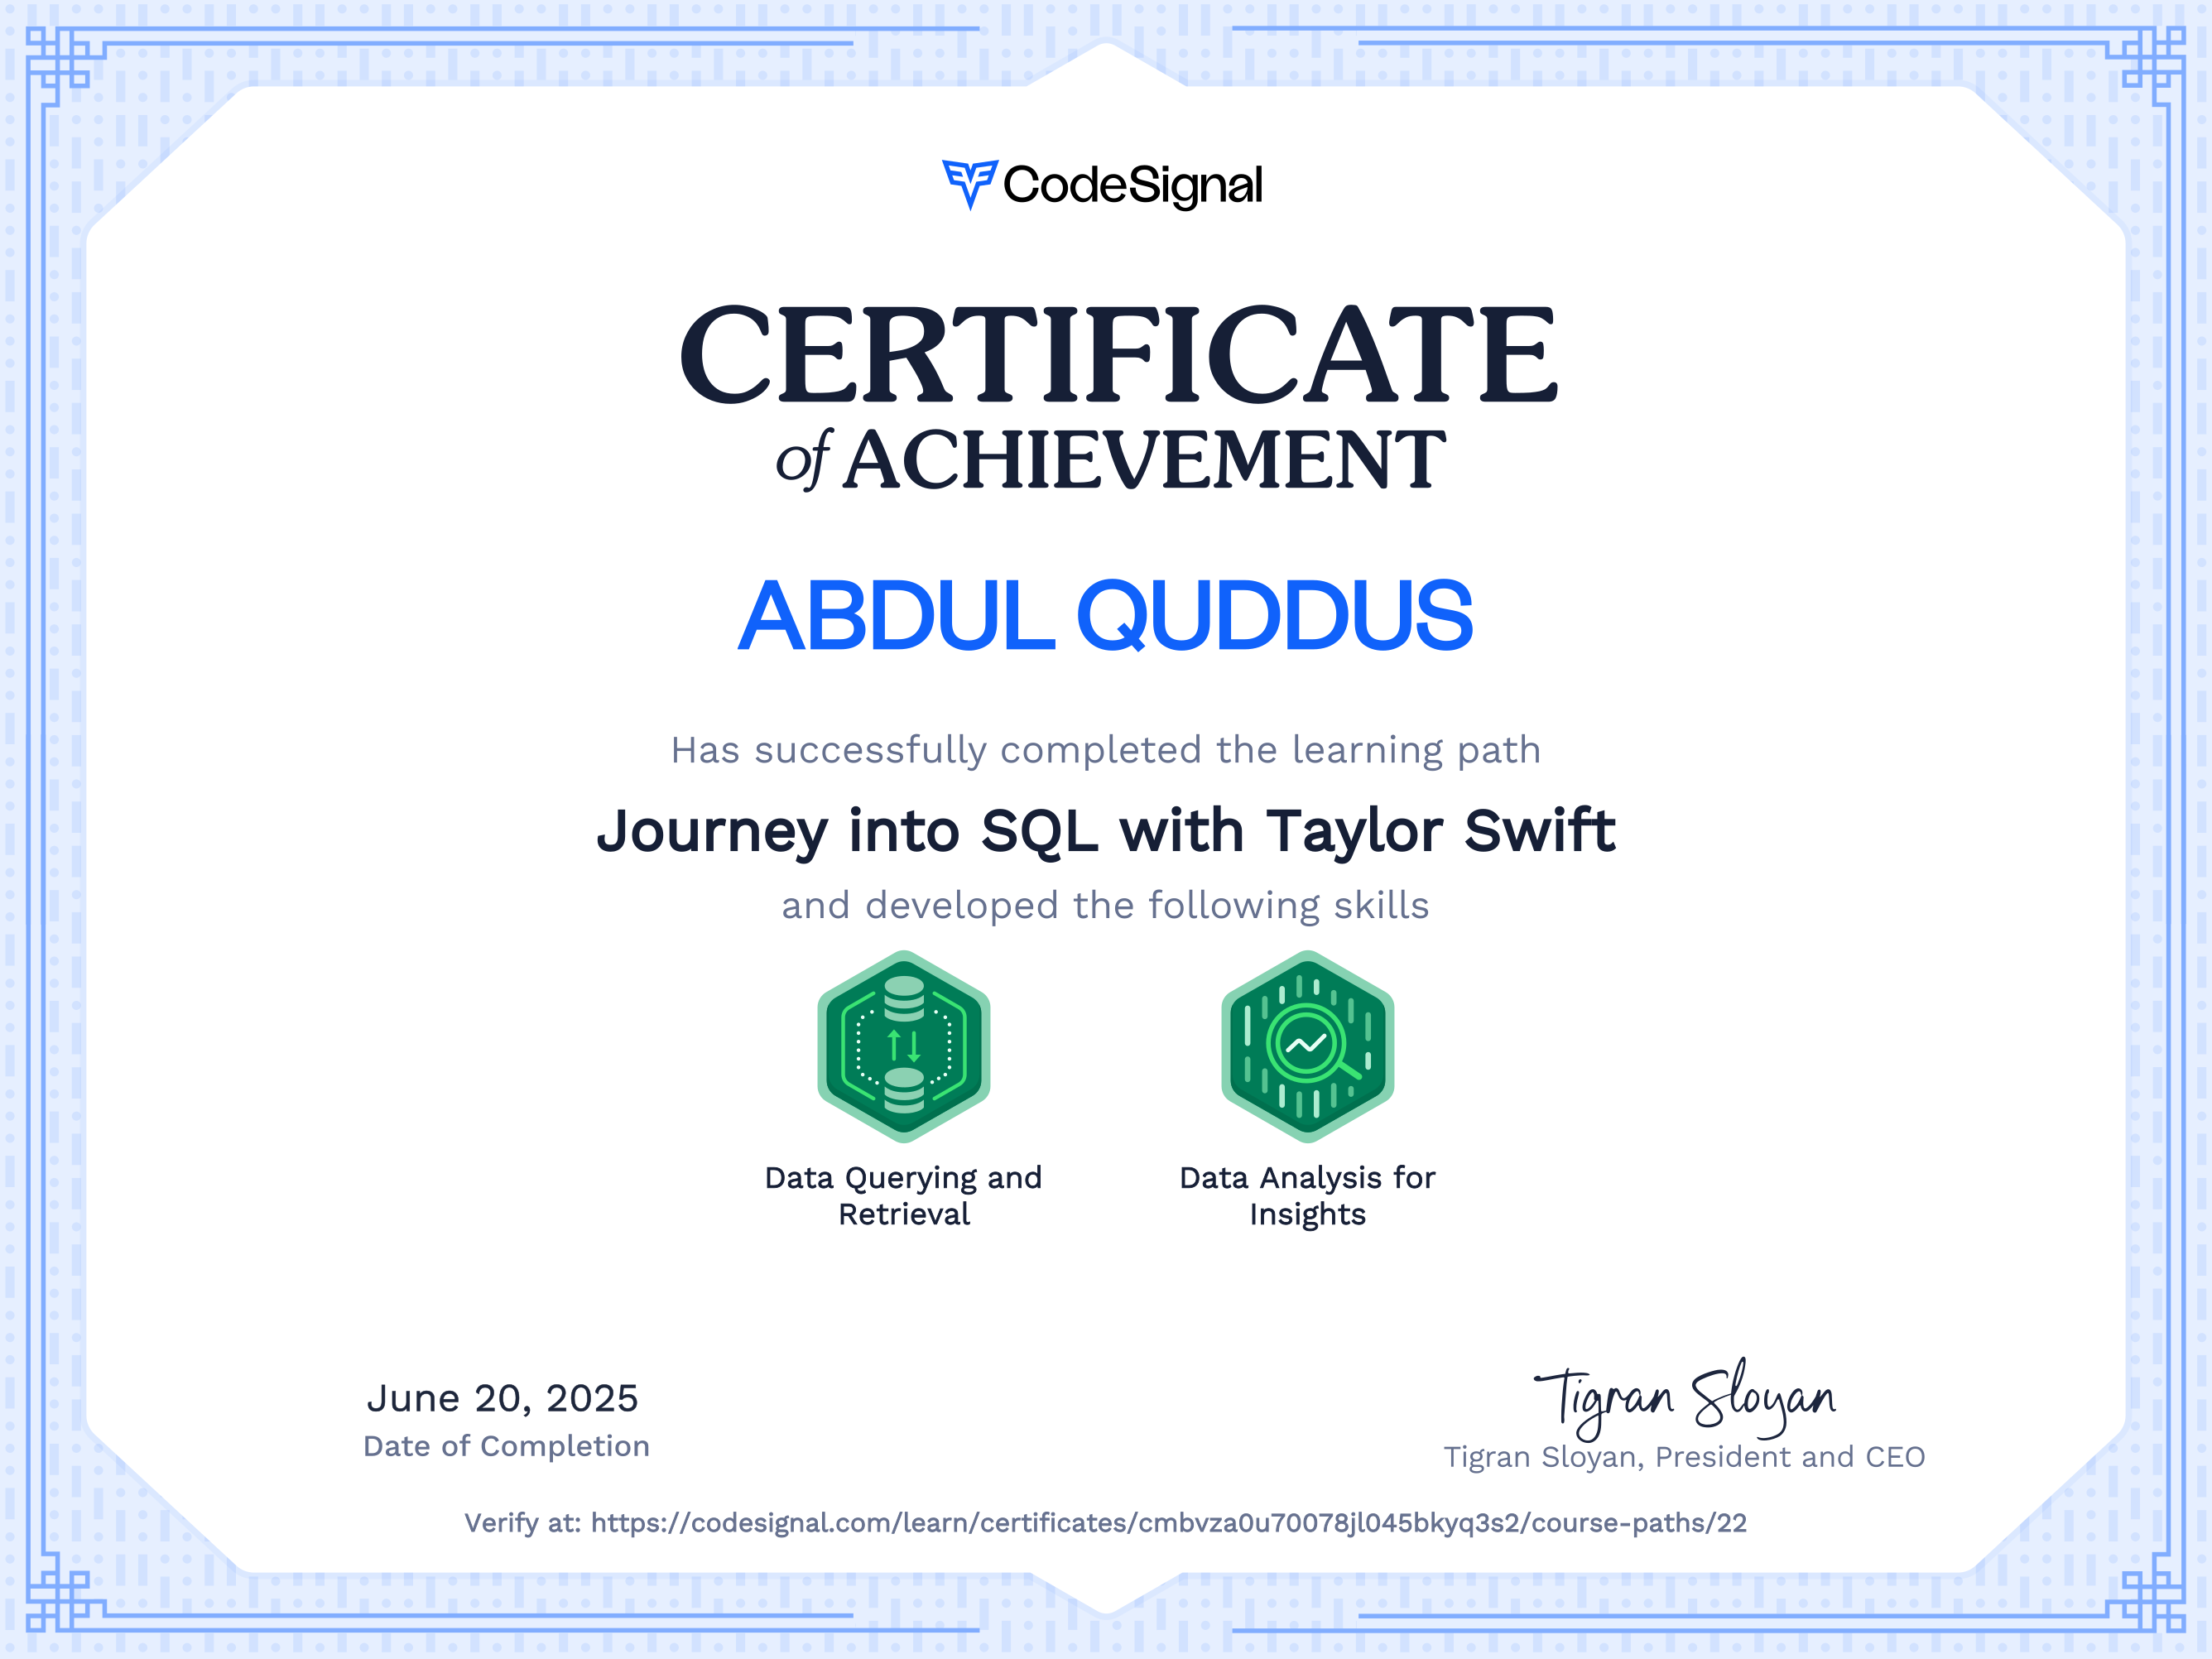 CodeSignal
CERTIFICATE
of ACHIEVEMENT
ABDUL QUDDUS
Has successfully completed the learning path
Journey into SQL with Taylor Swift
and developed the following skills
Data Querying and
Retrieval
Data Analysis for
Insights
June 20, 2025
Date of Completion
Tigran Sloyan
Tigran Sloyan, President and CEO
Verify at: https://codesignal.com/learn/certificates/cmbvza0u70078jl045bkyq3s2/course-paths/22